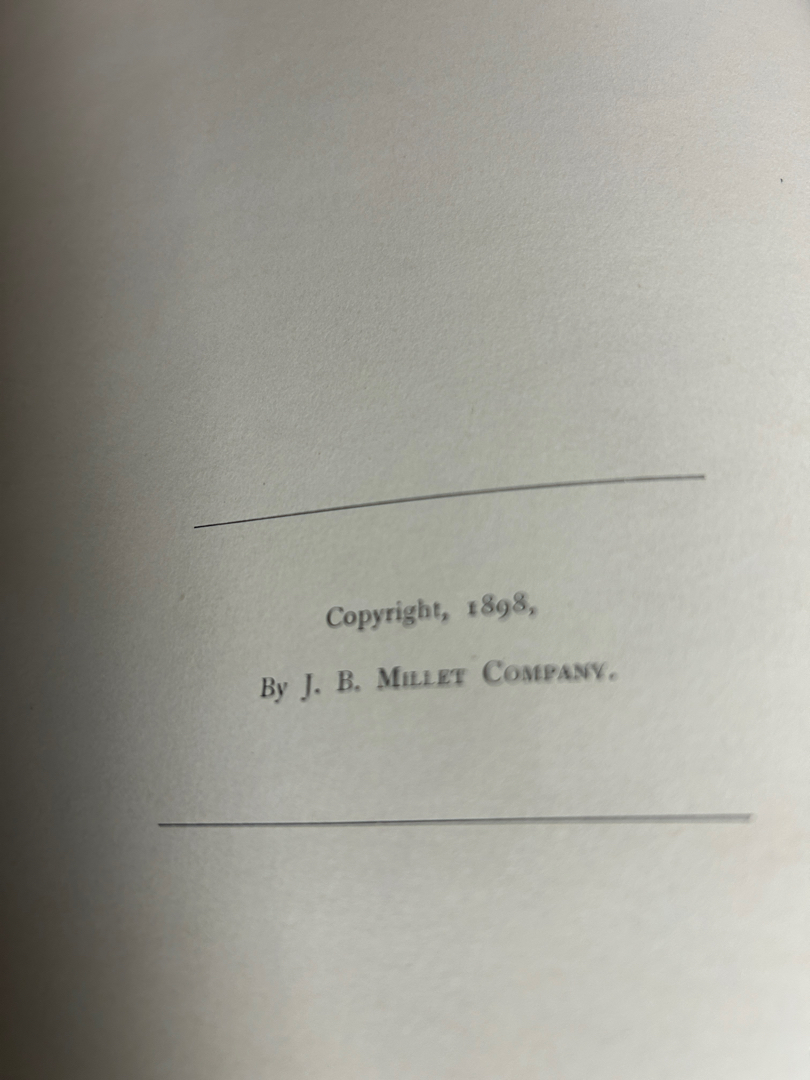 Copyright, 1898,
By J. B. MILLET COMPANY.